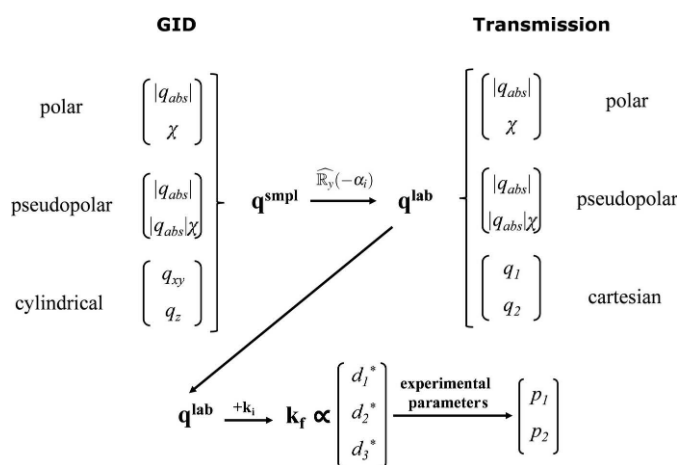 GID Transmission
polar |q_abs| χ |q_abs| χ polar
pseudopolar |q_abs| |q_abs|χ q^smpl ℝ̂_y(−α_i) q^lab |q_abs| |q_abs|χ pseudopolar
cylindrical q_xy q_z q_1 q_2 cartesian
q^lab +k_i k_f ∝ d_1* d_2* d_3* experimental parameters p_1 p_2